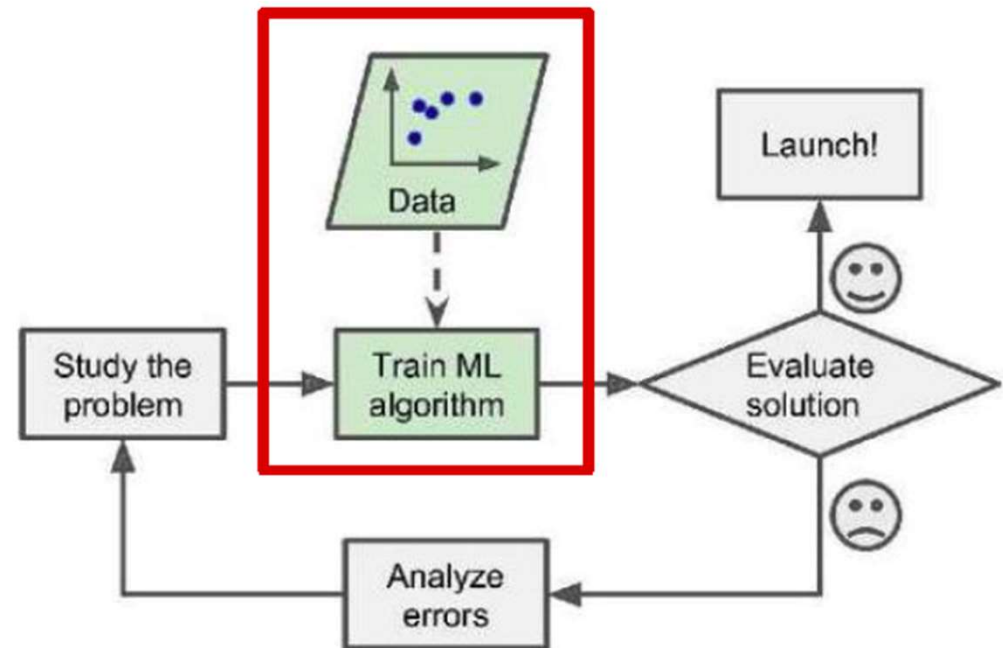 Data
Launch!
Study the
problem
Train ML
algorithm
Evaluate
solution
Analyze
errors